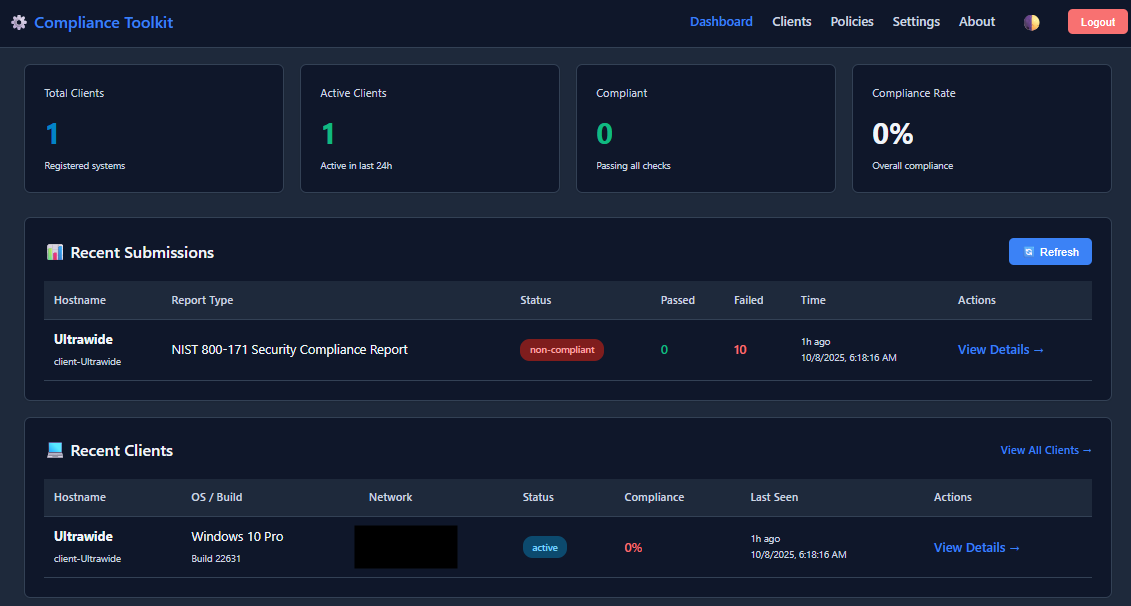 Compliance Toolkit
Dashboard Clients Policies Settings About Logout
Total Clients Active Clients Compliant Compliance Rate
1 1 0 0%
Registered systems Active in last 24h Passing all checks Overall compliance
Recent Submissions Refresh
Hostname Report Type Status Passed Failed Time Actions
Ultrawide
client-Ultrawide
NIST 800-171 Security Compliance Report non-compliant 0 10
1h ago
10/8/2025, 6:18:16 AM
View Details →
Recent Clients View All Clients →
Hostname OS / Build Network Status Compliance Last Seen Actions
Ultrawide
client-Ultrawide
Windows 10 Pro
Build 22631
active 0%
1h ago
10/8/2025, 6:18:16 AM
View Details →